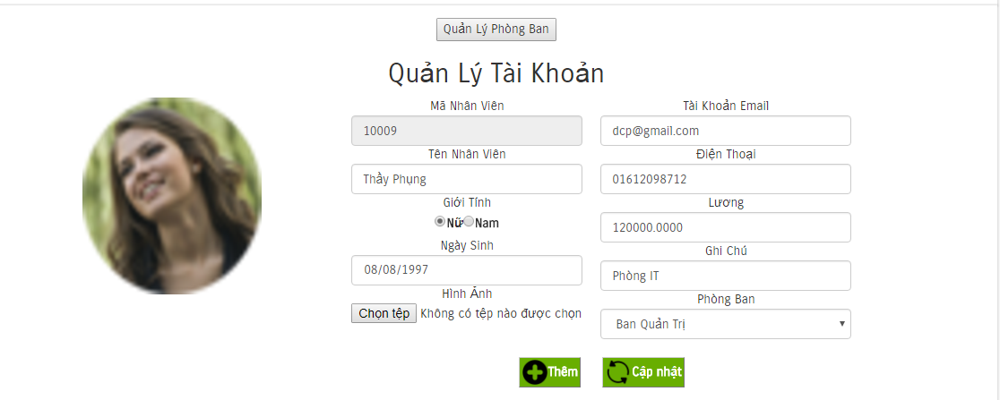 Quản Lý Phòng Ban
Quản Lý Tài Khoản
Mã Nhân Viên
10009
Tên Nhân Viên
Thầy Phụng
Giới Tính
Nữ Nam
Ngày Sinh
08/08/1997
Hình Ảnh
Chọn tệp Không có tệp nào được chọn
Tài Khoản Email
dcp@gmail.com
Điện Thoại
01612098712
Lương
120000.0000
Ghi Chú
Phòng IT
Phòng Ban
Ban Quản Trị
Thêm Cập nhật